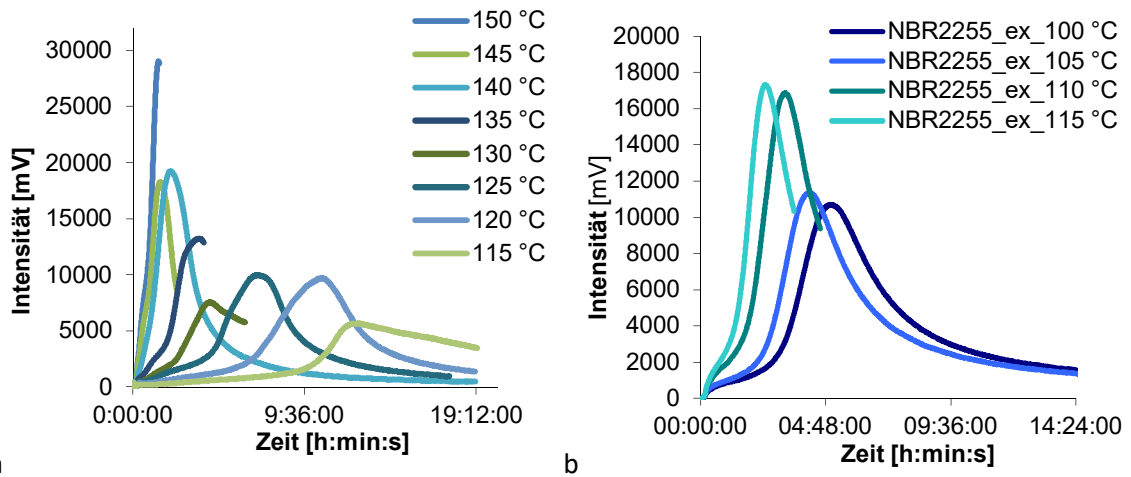 150 °C
145 °C
140 °C
135 °C
130 °C
125 °C
120 °C
115 °C
30000
25000
20000
15000
10000
5000
0
Intensität [mV]
0:00:00 9:36:00 19:12:00
Zeit [h:min:s]
NBR2255_ex_100 °C
NBR2255_ex_105 °C
NBR2255_ex_110 °C
NBR2255_ex_115 °C
20000
18000
16000
14000
12000
10000
8000
6000
4000
2000
0
Intensität [mV]
00:00:00 04:48:00 09:36:00 14:24:00
Zeit [h:min:s]
b